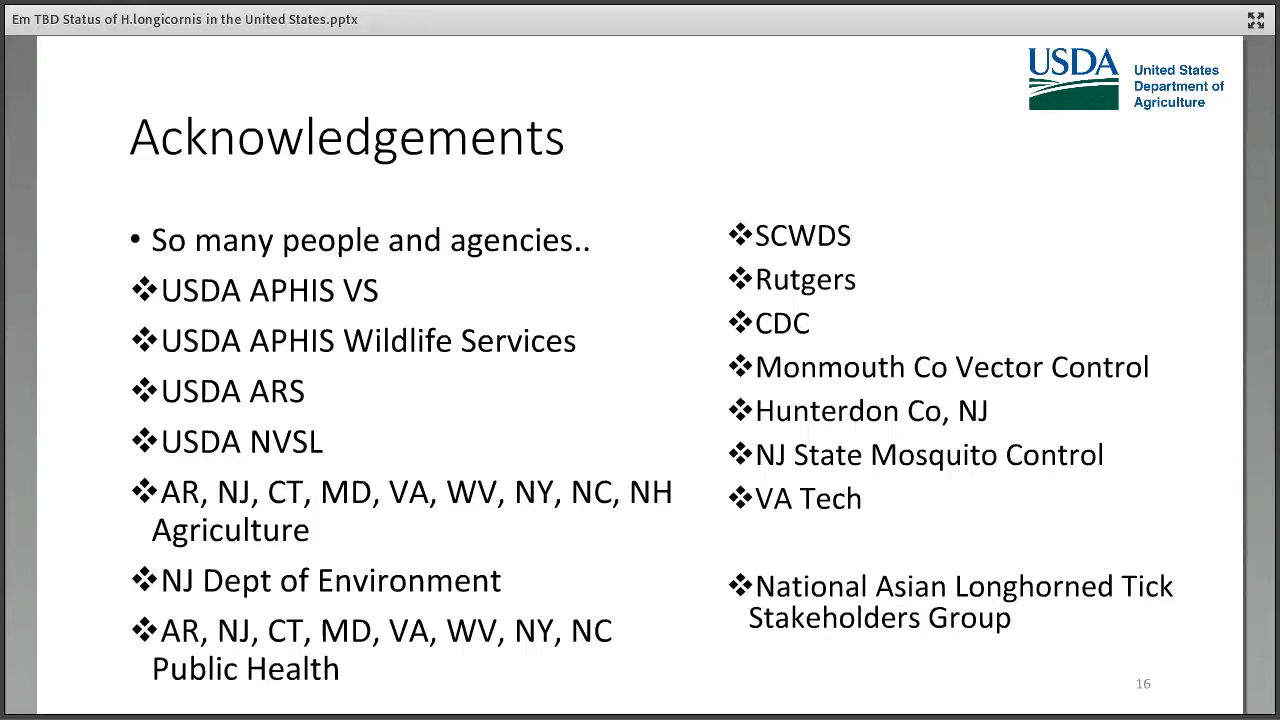 Em TBD Status of H.longicornis in the United States.pptx
USDA
United States
Department of
Agriculture
Acknowledgements
• So many people and agencies..
❖USDA APHIS VS
❖USDA APHIS Wildlife Services
❖USDA ARS
❖USDA NVSL
❖AR, NJ, CT, MD, VA, WV, NY, NC, NH
Agriculture
❖NJ Dept of Environment
❖AR, NJ, CT, MD, VA, WV, NY, NC
Public Health
❖SCWDS
❖Rutgers
❖CDC
❖Monmouth Co Vector Control
❖Hunterdon Co, NJ
❖NJ State Mosquito Control
❖VA Tech
❖National Asian Longhorned Tick
Stakeholders Group
16